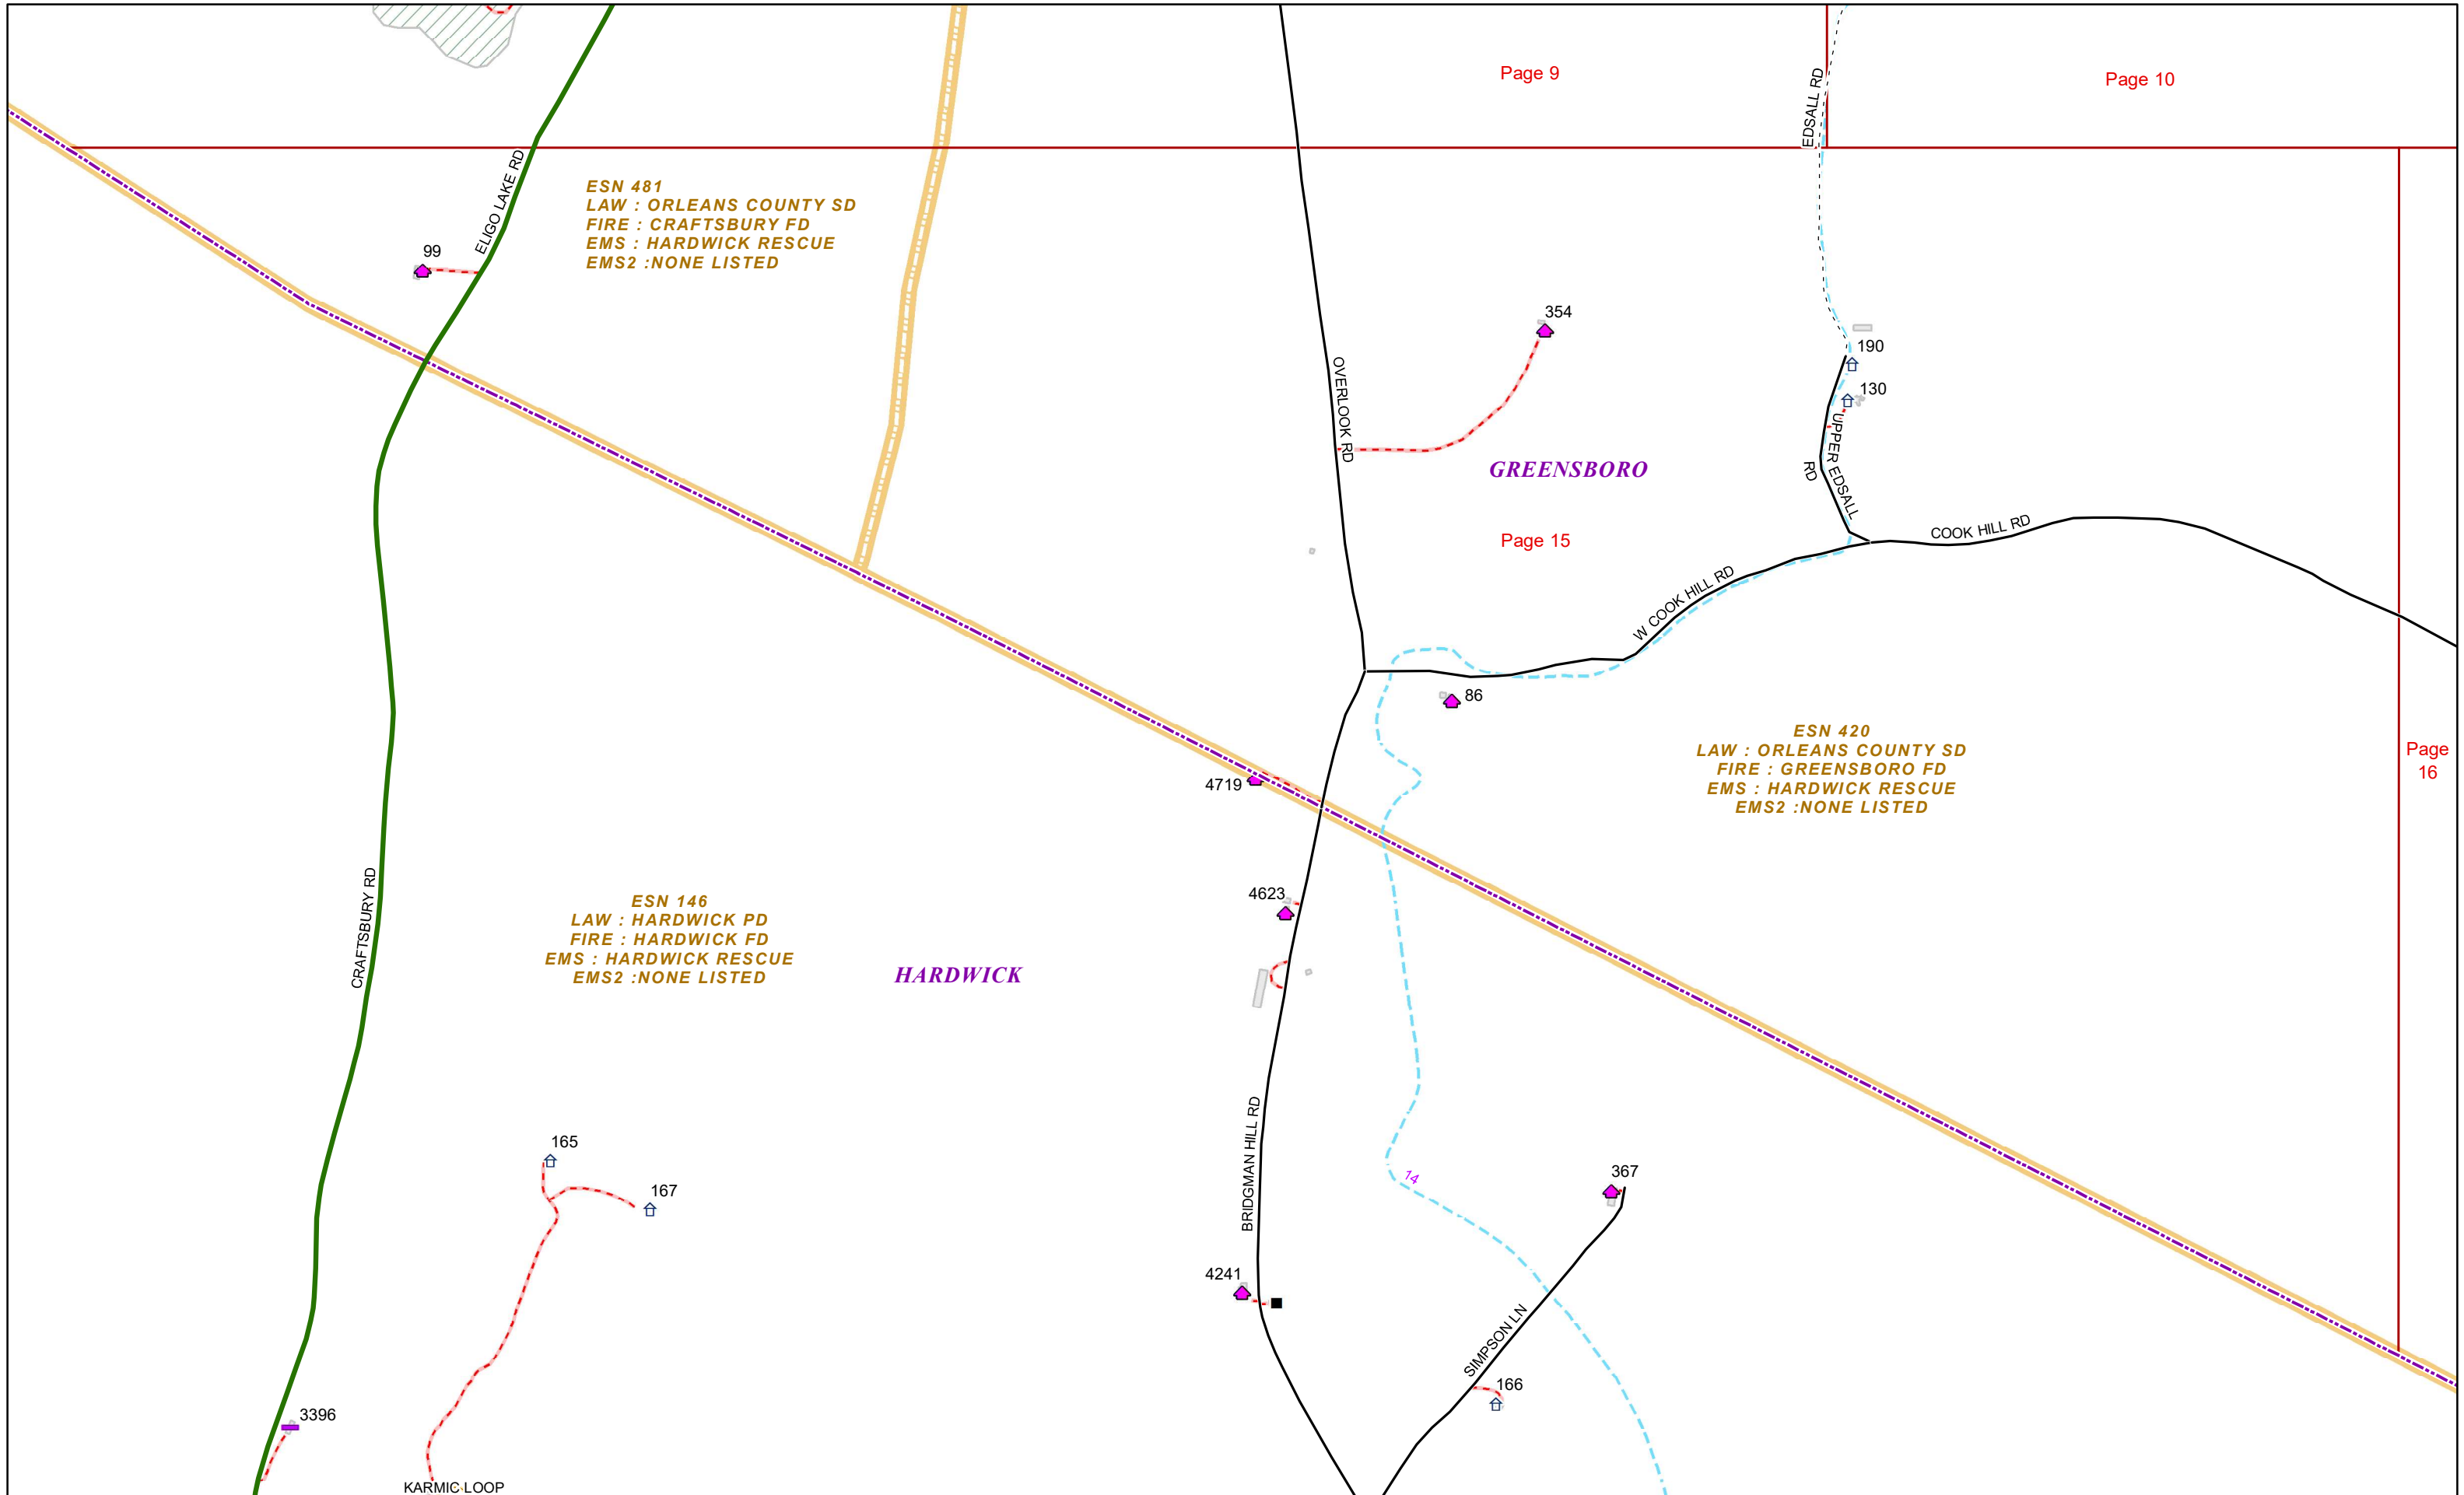 Page 9
Page 10
EDSALL RD
ELIGO LAKE RD
ESN 481
LAW : ORLEANS COUNTY SD
FIRE : CRAFTSBURY FD
EMS : HARDWICK RESCUE
EMS2 :NONE LISTED
99
354
190
130
OVERLOOK RD
UPPER EDSALL
RD
GREENSBORO
Page 15
COOK HILL RD
W COOK HILL RD
86
ESN 420
LAW : ORLEANS COUNTY SD
FIRE : GREENSBORO FD
EMS : HARDWICK RESCUE
EMS2 :NONE LISTED
Page
16
4719
4623
CRAFTSBURY RD
ESN 146
LAW : HARDWICK PD
FIRE : HARDWICK FD
EMS : HARDWICK RESCUE
EMS2 :NONE LISTED
HARDWICK
BRIDGMAN HILL RD
165
167
14
367
4241
SIMPSON LN
166
3396
KARMIC LOOP